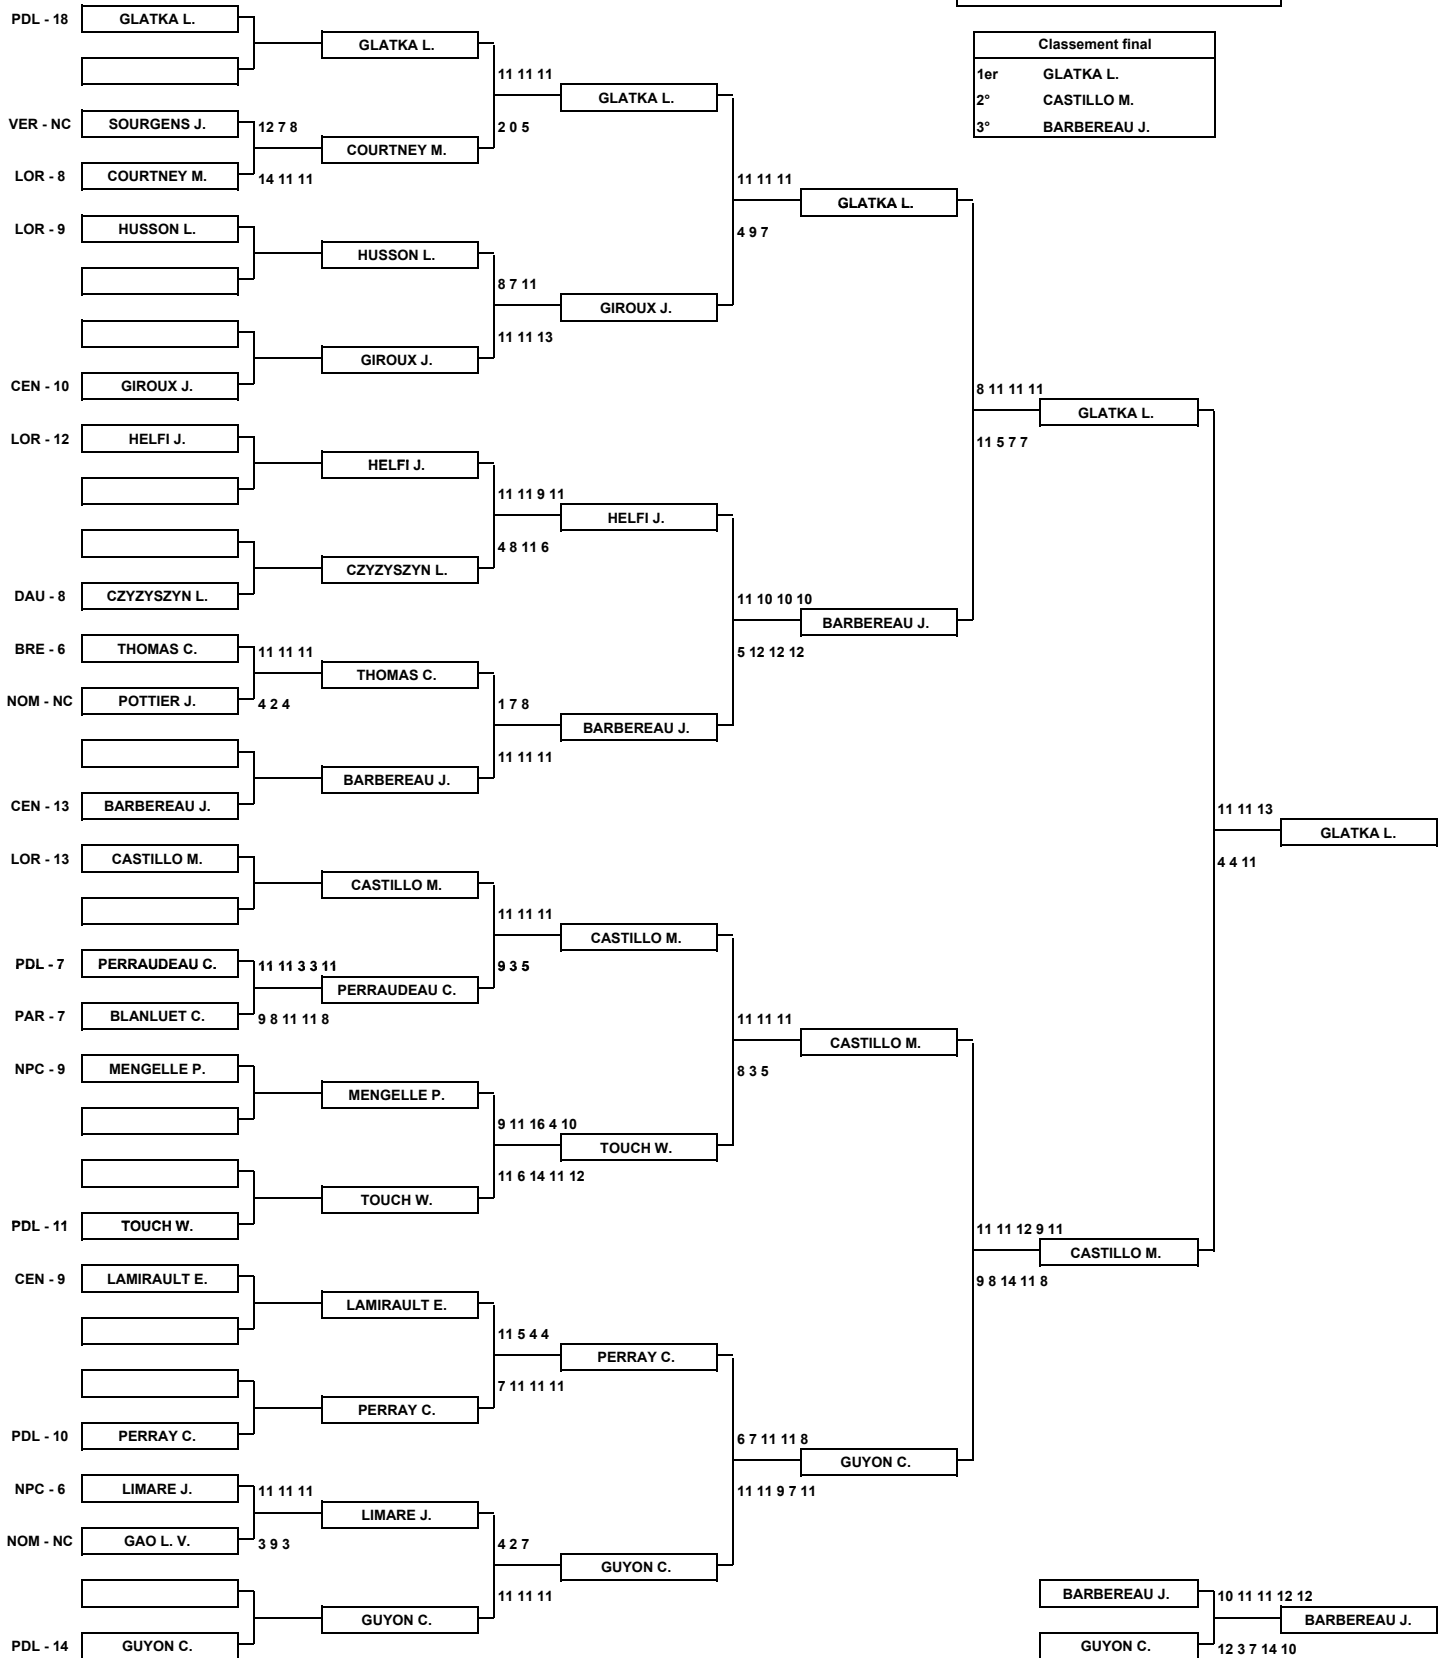 PDL - 18 GLATKA L.
GLATKA L.
Classement final
11 11 11
1er GLATKA L.
GLATKA L.
2° CASTILLO M.
VER - NC SOURGENS J. 12 7 8
2 0 5
3° BARBEREAU J.
COURTNEY M.
LOR - 8 COURTNEY M. 14 11 11
11 11 11
GLATKA L.
LOR - 9 HUSSON L.
4 9 7
HUSSON L.
8 7 11
GIROUX J.
11 11 13
GIROUX J.
CEN - 10 GIROUX J.
8 11 11 11
GLATKA L.
LOR - 12 HELFI J.
11 5 7 7
HELFI J.
11 11 9 11
HELFI J.
4 8 11 6
CZYZYSZYN L.
DAU - 8 CZYZYSZYN L.
11 10 10 10
BARBEREAU J.
BRE - 6 THOMAS C. 11 11 11
5 12 12 12
THOMAS C.
NOM - NC POTTIER J. 4 2 4
1 7 8
BARBEREAU J.
11 11 11
BARBEREAU J.
CEN - 13 BARBEREAU J.
11 11 13
GLATKA L.
LOR - 13 CASTILLO M.
4 4 11
CASTILLO M.
11 11 11
CASTILLO M.
PDL - 7 PERRAUDEAU C. 11 11 3 3 11
9 3 5
PERRAUDEAU C.
PAR - 7 BLANLUET C. 9 8 11 11 8
11 11 11
CASTILLO M.
NPC - 9 MENGELLE P.
8 3 5
MENGELLE P.
9 11 16 4 10
TOUCH W.
11 6 14 11 12
TOUCH W.
PDL - 11 TOUCH W.
11 11 12 9 11
CASTILLO M.
CEN - 9 LAMIRAULT E.
9 8 14 11 8
LAMIRAULT E.
11 5 4 4
PERRAY C.
7 11 11 11
PERRAY C.
PDL - 10 PERRAY C.
6 7 11 11 8
GUYON C.
NPC - 6 LIMARE J. 11 11 11
11 11 9 7 11
LIMARE J.
NOM - NC GAO L. V. 3 9 3
4 2 7
GUYON C.
11 11 11
BARBEREAU J. 10 11 11 12 12
GUYON C.
BARBEREAU J.
PDL - 14 GUYON C.
GUYON C. 12 3 7 14 10